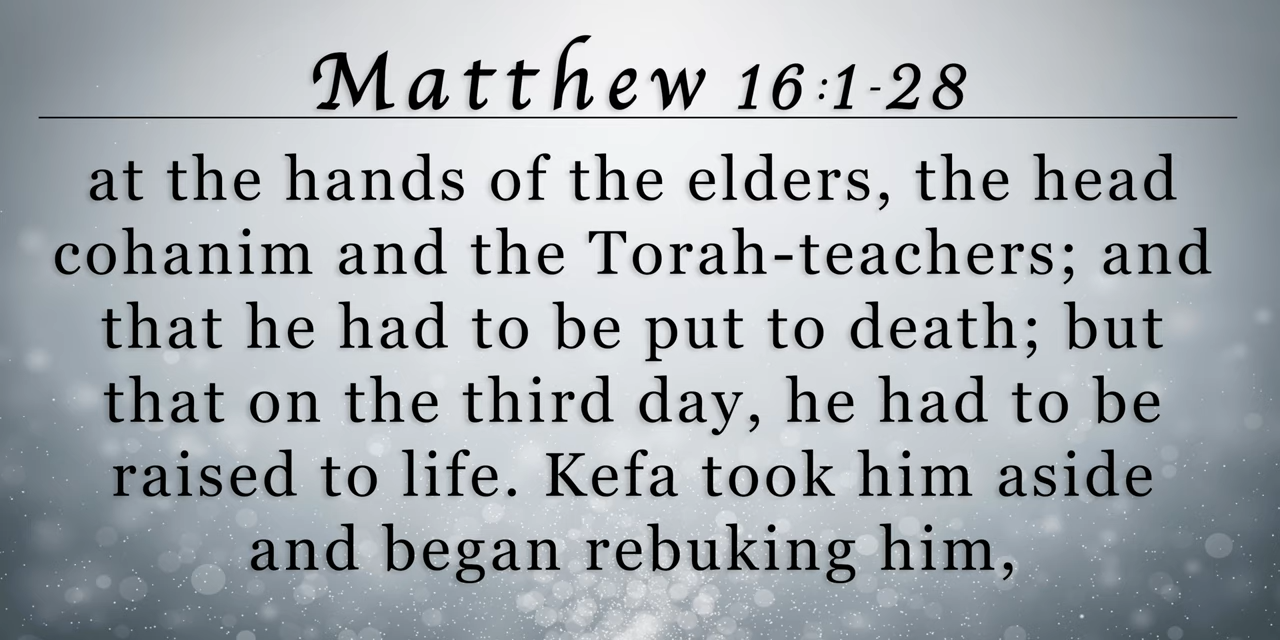 Matthew 16:1-28
at the hands of the elders, the head
cohanim and the Torah-teachers; and
that he had to be put to death; but
that on the third day, he had to be
raised to life. Kefa took him aside
and began rebuking him,